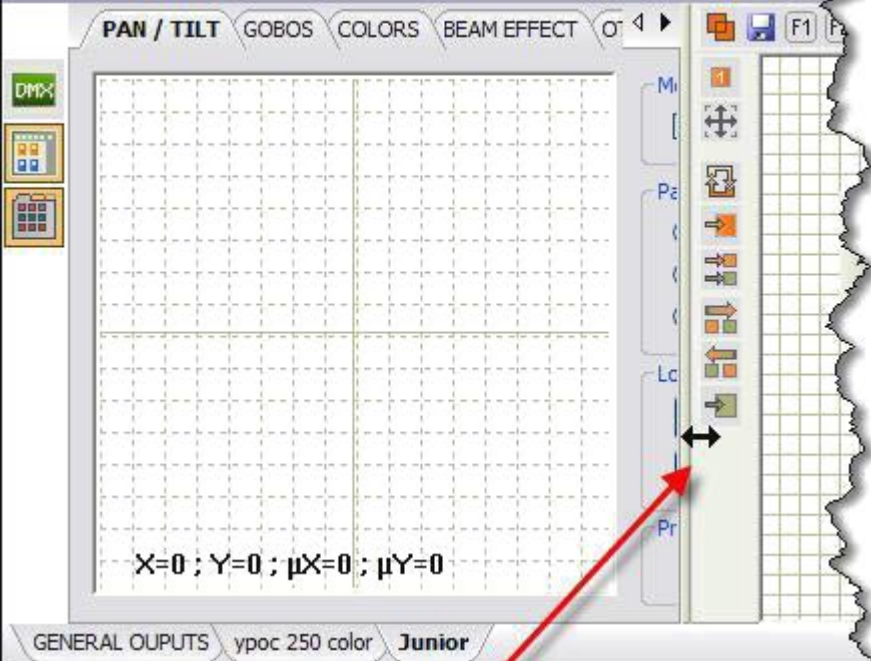 PAN / TILT GOBOS COLORS BEAM EFFECT
F1
DMX
1
X=0 ; Y=0 ; µX=0 ; µY=0
GENERAL OUPUTS ypoc 250 color Junior